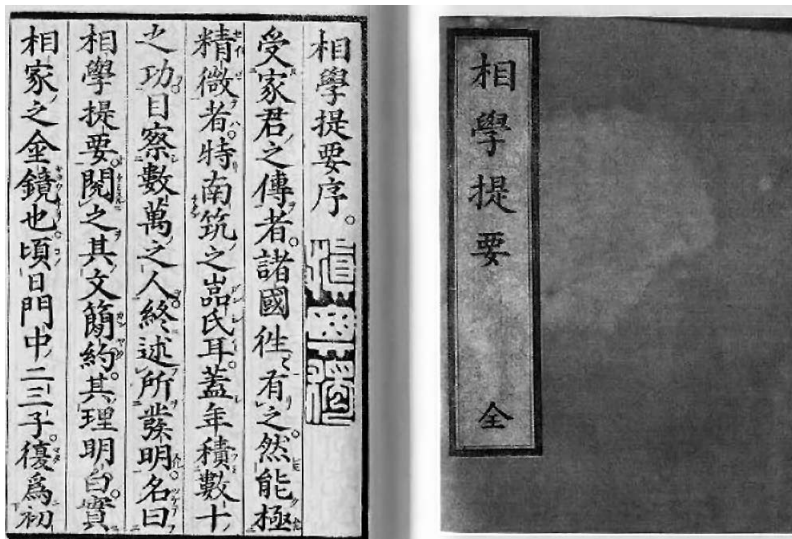 相學提要
全
相學提要序。
受家君之傳者。諸國徃〻有之。然能極
精微者。特南筑之嵒氏耳。蓋年積數十
之功。目察數萬之人。終述所發明。名曰
相學提要。閱之其文簡約。其理明白。實
相家之金鏡也。頃日門中二三子。復爲初